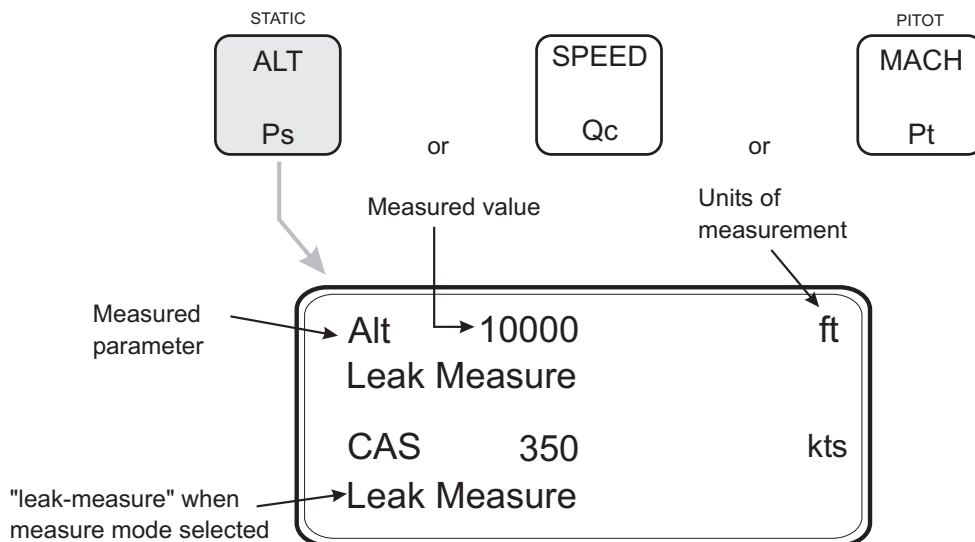 STATIC
PITOT
ALT
SPEED
MACH
Ps
Qc
Pt
or
or
Measured value
Units of
measurement
Measured
parameter
Alt 10000 ft
Leak Measure
CAS 350 kts
Leak Measure
"leak-measure" when
measure mode selected